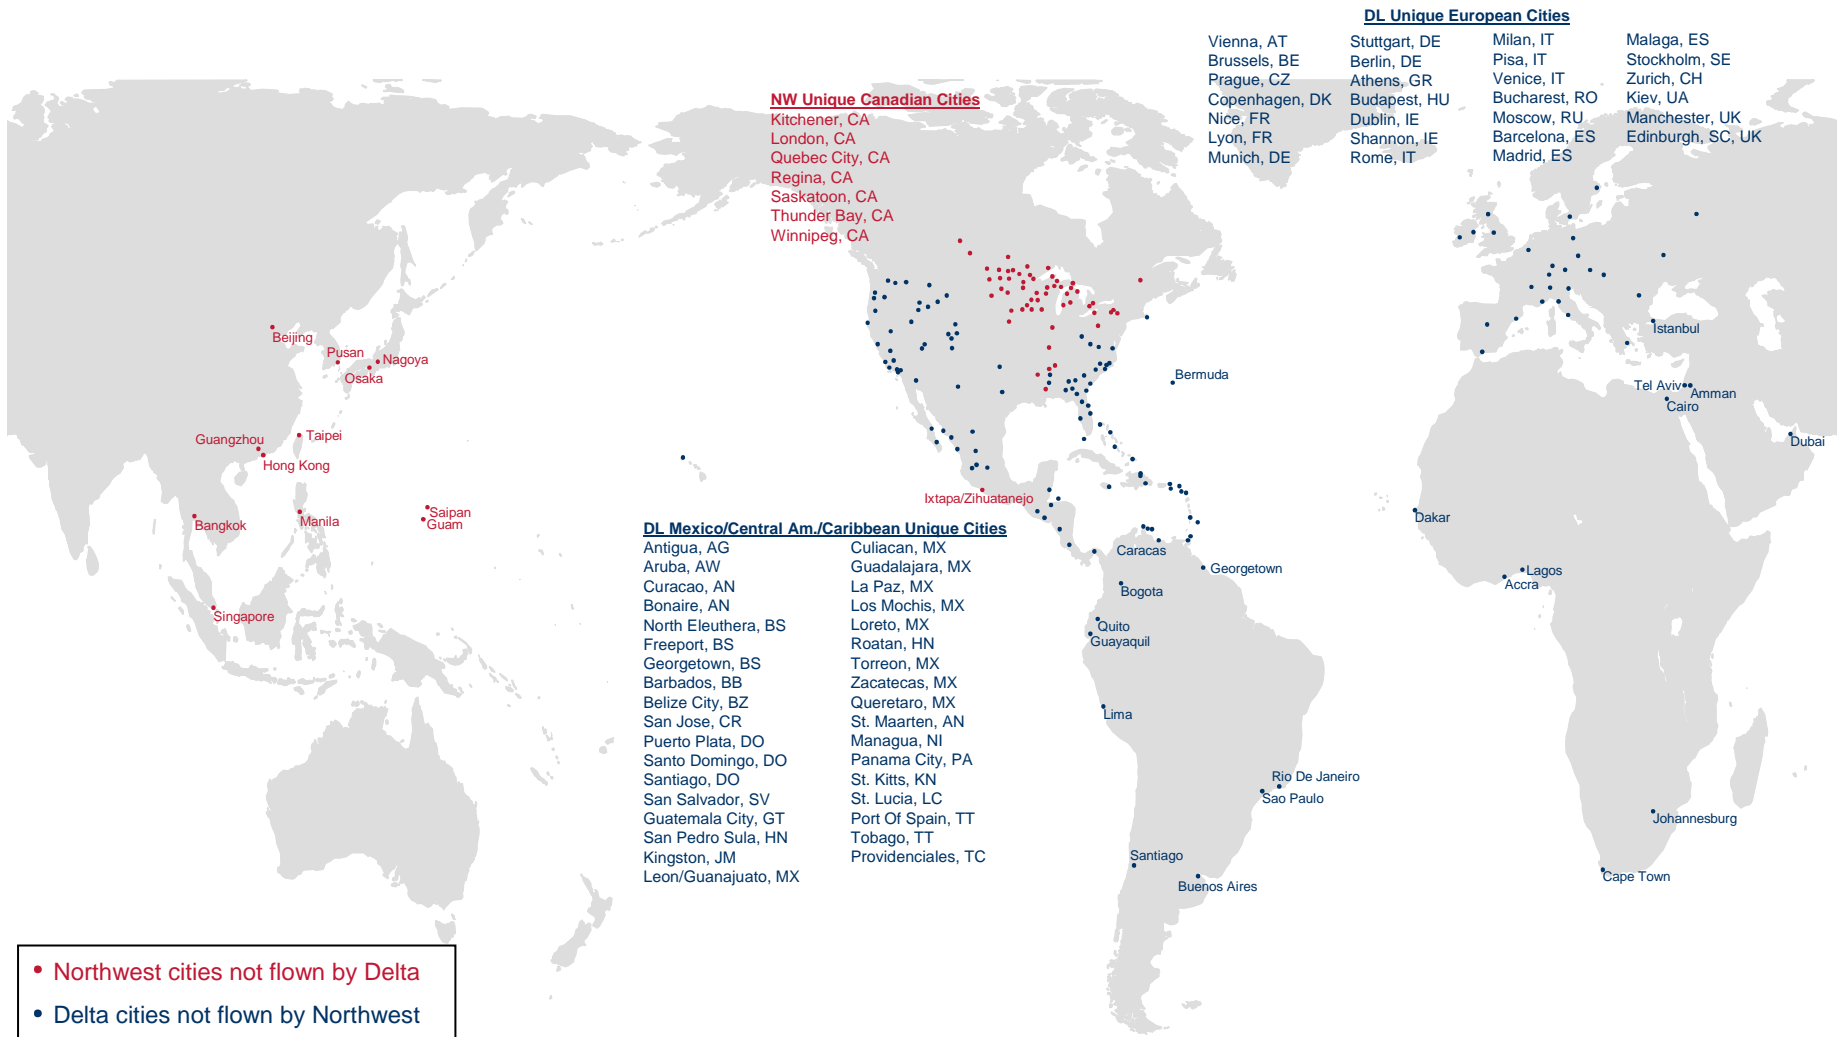 DL Unique European Cities
Vienna, AT
Brussels, BE
Prague, CZ
Copenhagen, DK
Nice, FR
Lyon, FR
Munich, DE
Stuttgart, DE
Berlin, DE
Athens, GR
Budapest, HU
Dublin, IE
Shannon, IE
Rome, IT
Milan, IT
Pisa, IT
Venice, IT
Bucharest, RO
Moscow, RU
Barcelona, ES
Madrid, ES
Malaga, ES
Stockholm, SE
Zurich, CH
Kiev, UA
Manchester, UK
Edinburgh, SC, UK
NW Unique Canadian Cities
Kitchener, CA
London, CA
Quebec City, CA
Regina, CA
Saskatoon, CA
Thunder Bay, CA
Winnipeg, CA
Beijing
Pusan
Nagoya
Osaka
Guangzhou
Taipei
Hong Kong
Bangkok
Manila
Saipan
Guam
Singapore
Istanbul
Bermuda
Tel Aviv
Amman
Cairo
Dubai
Ixtapa/Zihuatanejo
Dakar
Caracas
Georgetown
Lagos
Accra
Bogota
Quito
Guayaquil
Lima
Rio De Janeiro
Sao Paulo
Johannesburg
Santiago
Buenos Aires
Cape Town
DL Mexico/Central Am./Caribbean Unique Cities
Antigua, AG
Aruba, AW
Curacao, AN
Bonaire, AN
North Eleuthera, BS
Freeport, BS
Georgetown, BS
Barbados, BB
Belize City, BZ
San Jose, CR
Puerto Plata, DO
Santo Domingo, DO
Santiago, DO
San Salvador, SV
Guatemala City, GT
San Pedro Sula, HN
Kingston, JM
Leon/Guanajuato, MX
Culiacan, MX
Guadalajara, MX
La Paz, MX
Los Mochis, MX
Loreto, MX
Roatan, HN
Torreon, MX
Zacatecas, MX
Queretaro, MX
St. Maarten, AN
Managua, NI
Panama City, PA
St. Kitts, KN
St. Lucia, LC
Port Of Spain, TT
Tobago, TT
Providenciales, TC
• Northwest cities not flown by Delta
• Delta cities not flown by Northwest